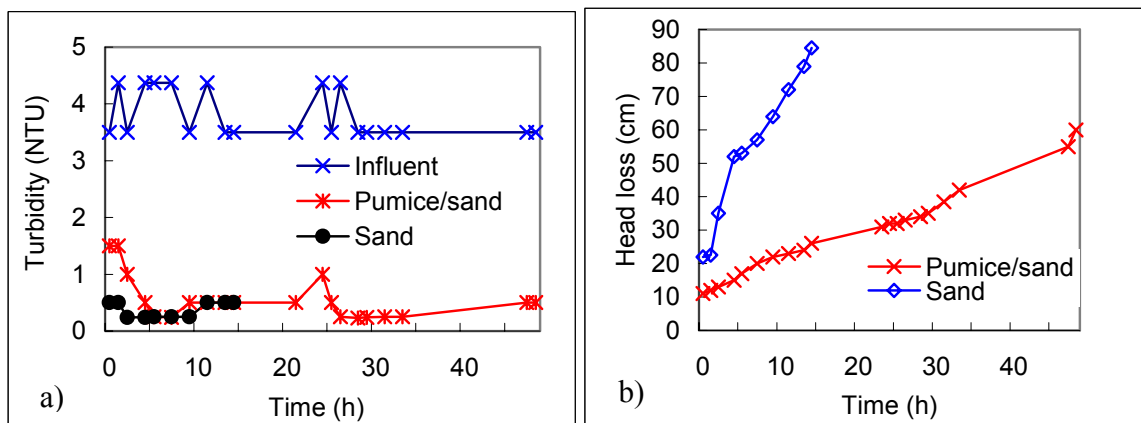 5
4
3
2
1
0
Turbidity (NTU)
Influent
Pumice/sand
Sand
0 10 20 30 40
a)
Time (h)
90
80
70
60
50
40
30
20
10
0
Head loss (cm)
Pumice/sand
Sand
0 10 20 30 40
b)
Time (h)